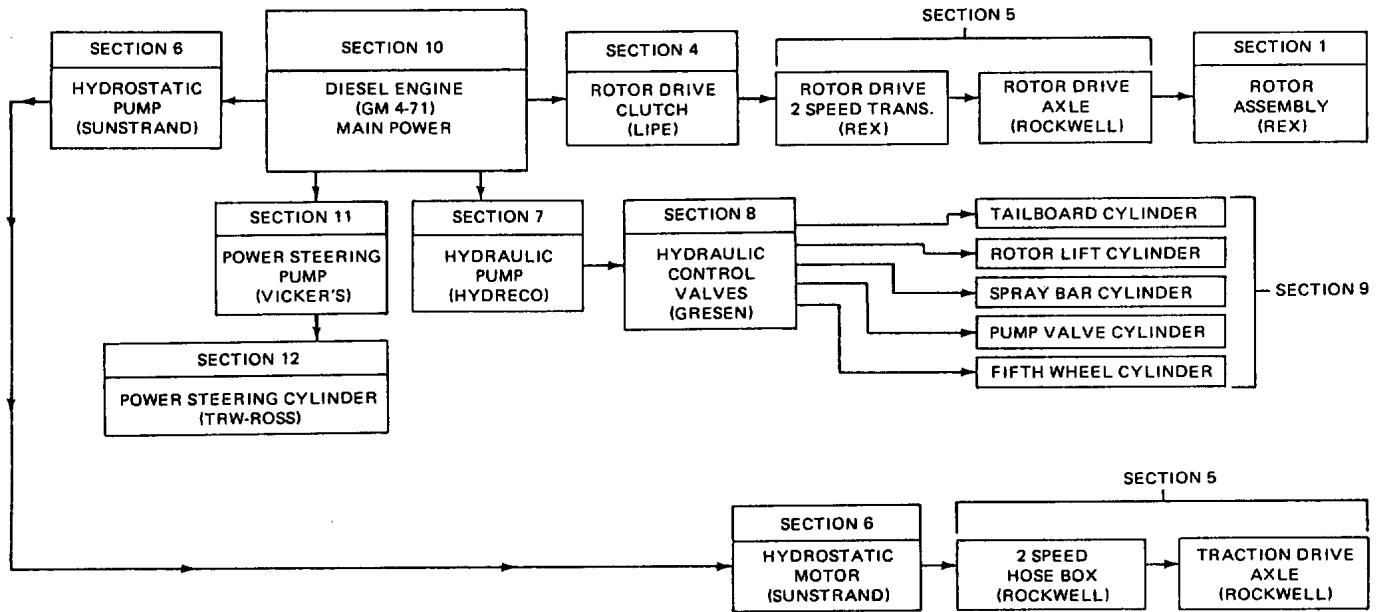 SECTION 5
SECTION 6
HYDROSTATIC
PUMP
(SUNSTRAND)
SECTION 10
DIESEL ENGINE
(GM 4-71)
MAIN POWER
SECTION 4
ROTOR DRIVE
CLUTCH
(LIPE)
ROTOR DRIVE
2 SPEED TRANS.
(REX)
ROTOR DRIVE
AXLE
(ROCKWELL)
SECTION 1
ROTOR
ASSEMBLY
(REX)
SECTION 11
POWER STEERING
PUMP
(VICKER'S)
SECTION 7
HYDRAULIC
PUMP
(HYDRECO)
SECTION 8
HYDRAULIC
CONTROL
VALVES
(GRESEN)
TAILBOARD CYLINDER
ROTOR LIFT CYLINDER
SPRAY BAR CYLINDER
PUMP VALVE CYLINDER
FIFTH WHEEL CYLINDER
SECTION 9
SECTION 12
POWER STEERING CYLINDER
(TRW-ROSS)
SECTION 5
SECTION 6
HYDROSTATIC
MOTOR
(SUNSTRAND)
2 SPEED
HOSE BOX
(ROCKWELL)
TRACTION DRIVE
AXLE
(ROCKWELL)